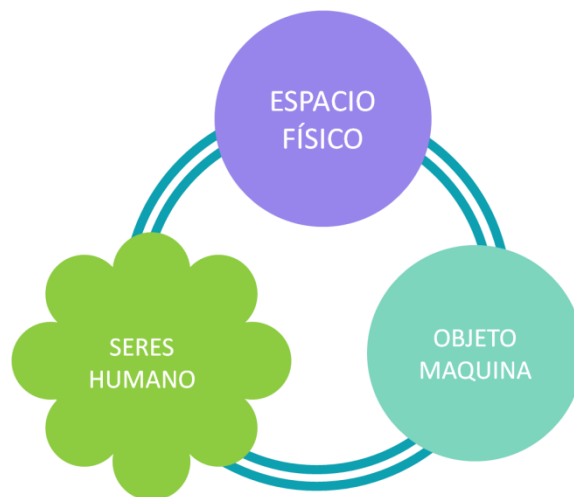 ESPACIO
FÍSICO
SERES
HUMANO
OBJETO
MAQUINA